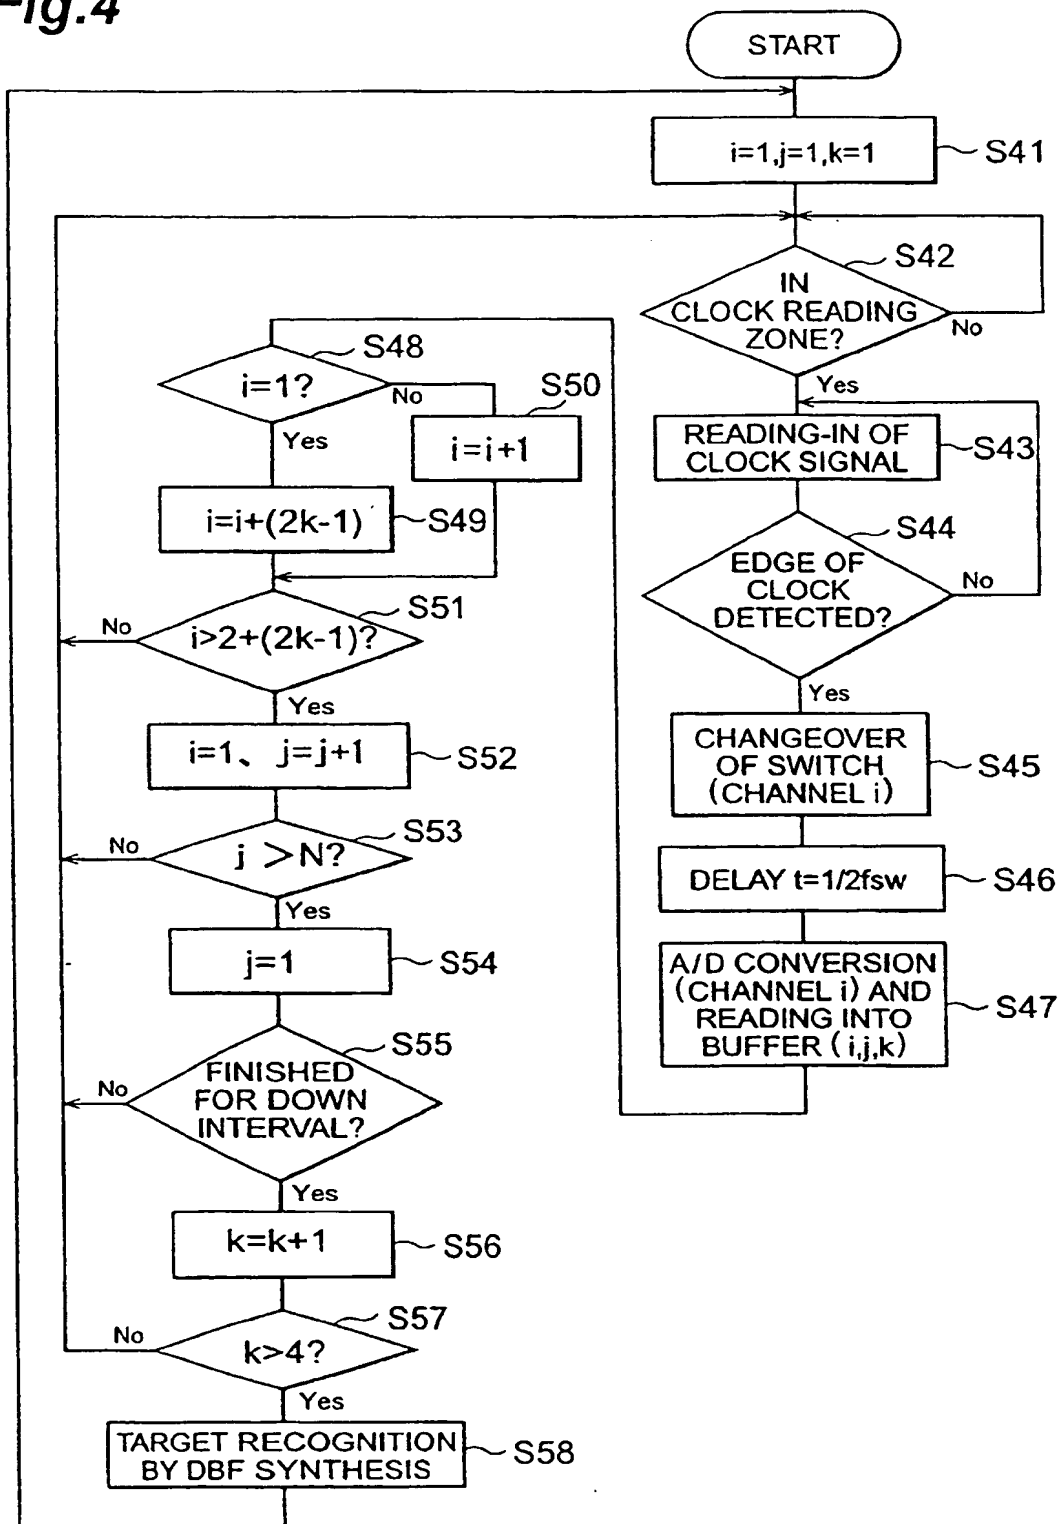 Fig.4
START
i=1,j=1,k=1
S41
S42
IN
CLOCK READING
ZONE?
No
Yes
READING-IN OF
CLOCK SIGNAL
S43
S44
EDGE OF
CLOCK
DETECTED?
No
Yes
CHANGEOVER
OF SWITCH
(CHANNEL i)
S45
DELAY t=1/2fsw
S46
A/D CONVERSION
(CHANNEL i) AND
READING INTO
BUFFER (i,j,k)
S47
S48
i=1?
No
Yes
S50
i=i+1
i=i+(2k-1)
S49
S51
i>2+(2k-1)?
No
Yes
i=1、 j=j+1
S52
S53
j >N?
No
Yes
j=1
S54
S55
FINISHED
FOR DOWN
INTERVAL?
No
Yes
k=k+1
S56
S57
k>4?
No
Yes
TARGET RECOGNITION
BY DBF SYNTHESIS
S58